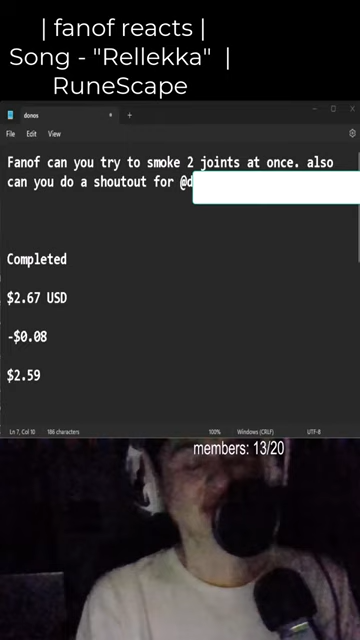 | fanof reacts |
Song - "Rellekka" |
RuneScape
donos
File Edit View
Fanof can you try to smoke 2 joints at once. also
can you do a shoutout for
Completed
$2.67 USD
-$0.08
$2.59
Ln 7, Col 10 186 characters 100% Windows (CRLF) UTF-8
members: 13/20